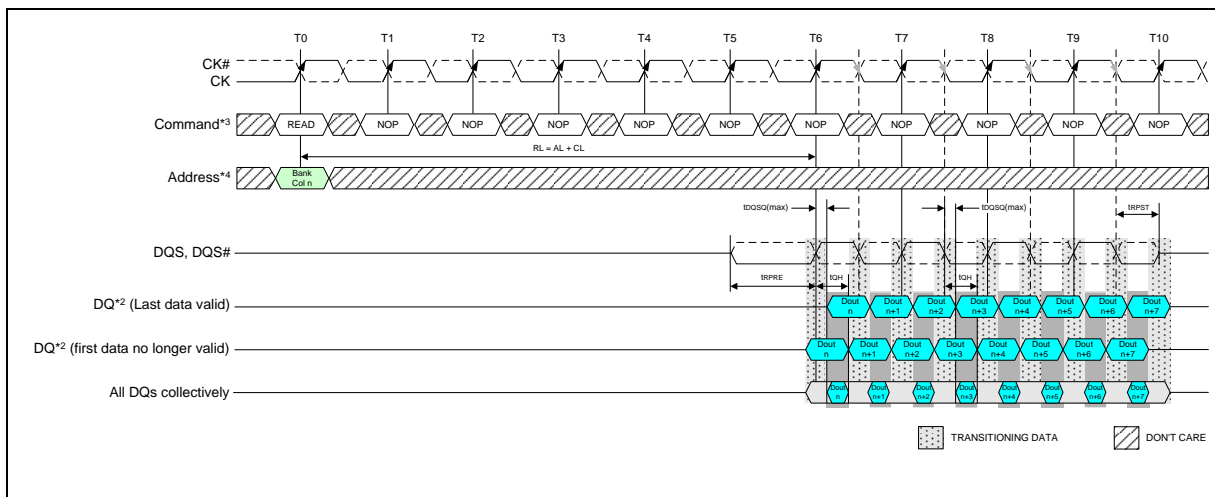 T0 T1 T2 T3 T4 T5 T6 T7 T8 T9 T10
CK#
CK
Command*3 READ NOP NOP NOP NOP NOP NOP NOP NOP NOP NOP
RL = AL + CL
Address*4 Bank
Col n
tDQSQ(max) tDQSQ(max) tRPST
DQS, DQS#
tRPRE tQH tQH
DQ*2 (Last data valid) Dout n Dout n+1 Dout n+2 Dout n+3 Dout n+4 Dout n+5 Dout n+6 Dout n+7
DQ*2 (first data no longer valid) Dout n Dout n+1 Dout n+2 Dout n+3 Dout n+4 Dout n+5 Dout n+6 Dout n+7
All DQs collectively Dout n Dout n+1 Dout n+2 Dout n+3 Dout n+4 Dout n+5 Dout n+6 Dout n+7
TRANSITIONING DATA DON'T CARE